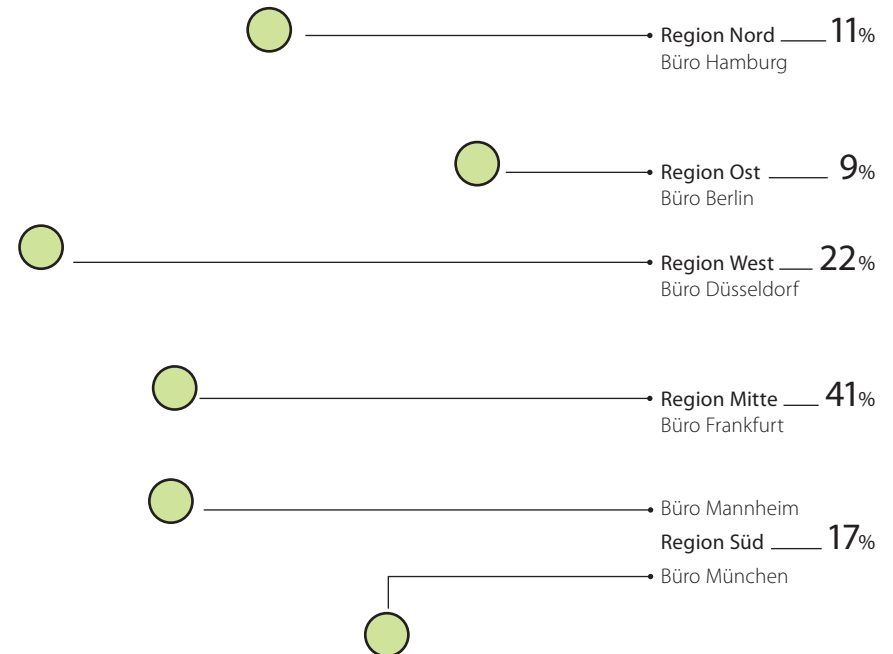 Region Nord 11%
Büro Hamburg
Region Ost 9%
Büro Berlin
Region West 22%
Büro Düsseldorf
Region Mitte 41%
Büro Frankfurt
Büro Mannheim
Region Süd 17%
Büro München